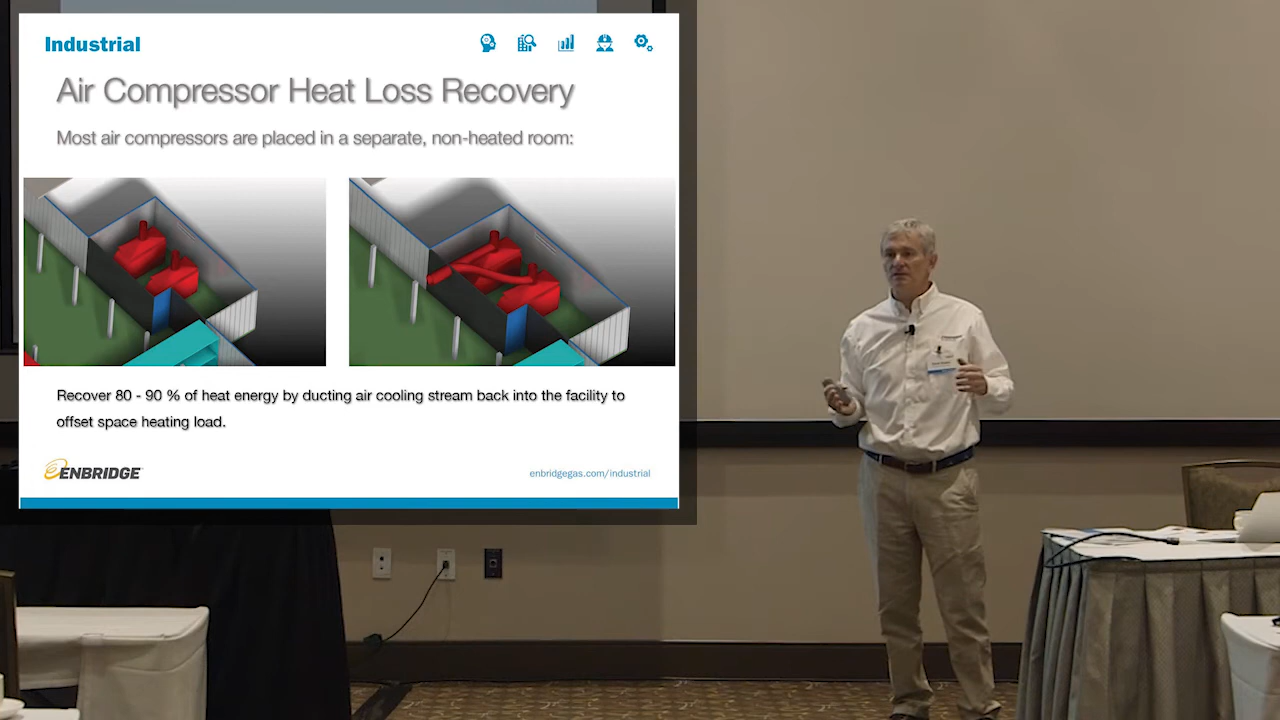 Industrial
Air Compressor Heat Loss Recovery
Most air compressors are placed in a separate, non-heated room:
Recover 80 - 90 % of heat energy by ducting air cooling stream back into the facility to
offset space heating load.
ENBRIDGE
enbridgegas.com/industrial